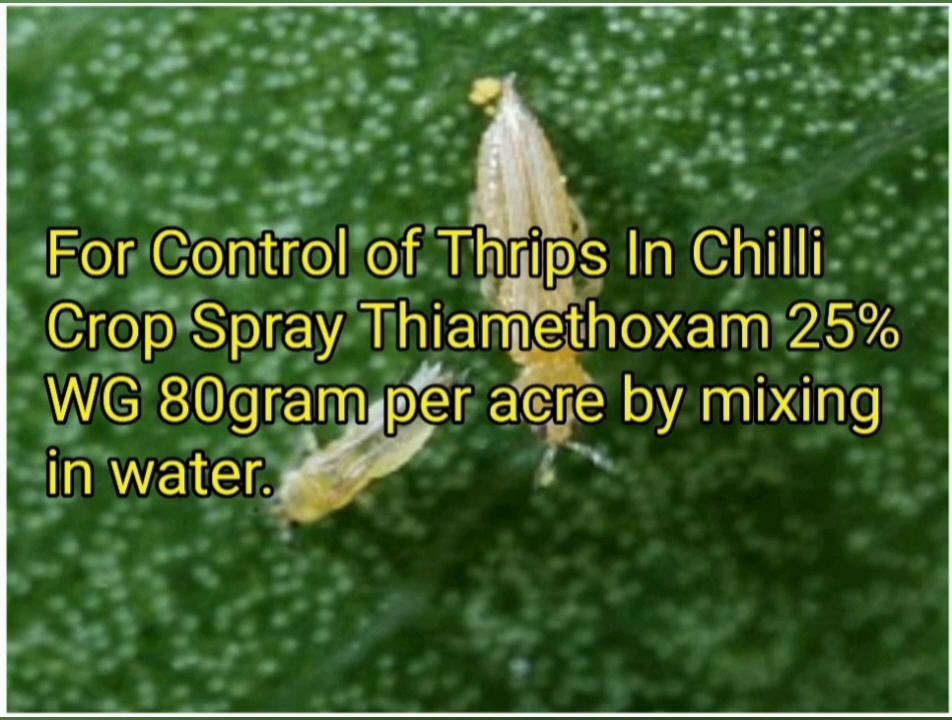 For Control of Thrips In Chilli
Crop Spray Thiamethoxam 25%
WG 80gram per acre by mixing
in water.